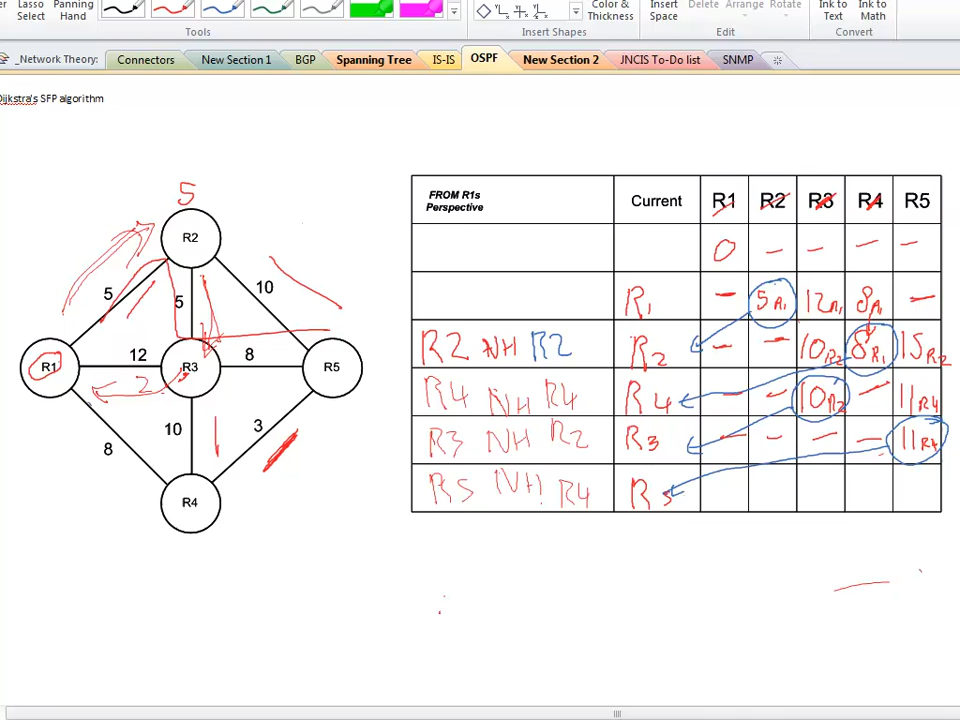 Lasso
Select
Panning
Hand
Color &
Thickness
Insert
Space
Delete
Arrange
Rotate
Ink to
Text
Ink to
Math
Tools
Insert Shapes
Edit
Convert
_Network Theory:
Connectors
New Section 1
BGP
Spanning Tree
IS-IS
OSPF
New Section 2
JNCIS To-Do list
SNMP
Dijkstra's SFP algorithm
5
R2
5
5
10
R1
12
R3
8
R5
2
10
3
8
R4
FROM R1s
Perspective
Current
R1
R2
R3
R4
R5
0 - - - -
R1 - 5R1 12R1 8R1 -
R2 NH R2 R2 - - 10R2 8R1 15R2
R4 NH R4 R4 - - 10R2 - 11R4
R3 NH R2 R3 - - - - 11R4
R5 NH! R4 R5